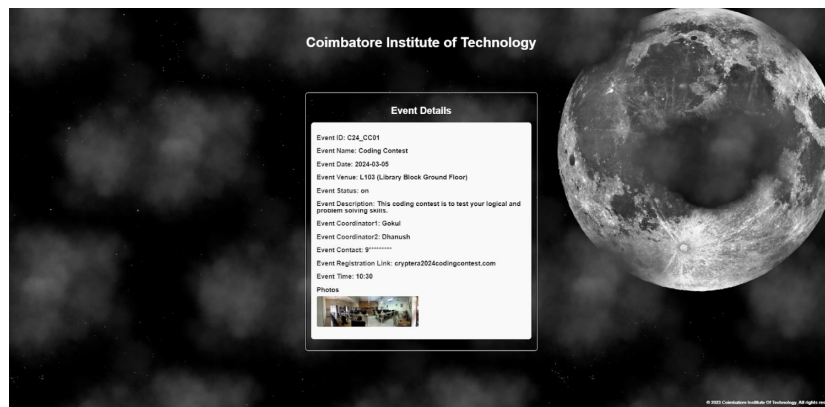 Coimbatore Institute of Technology
Event Details
Event ID: C24_CC01
Event Name: Coding Contest
Event Date: 2024-03-05
Event Venue: L103 (Library Block Ground Floor)
Event Status: on
Event Description: This coding contest is to test your logical and
problem solving skills.
Event Coordinator1: Gokul
Event Coordinator2: Dhanush
Event Contact: 9*********
Event Registration Link: cryptera2024codingcontest.com
Event Time: 10:30
Photos
© 2023 Coimbatore Institute Of Technology. All rights res